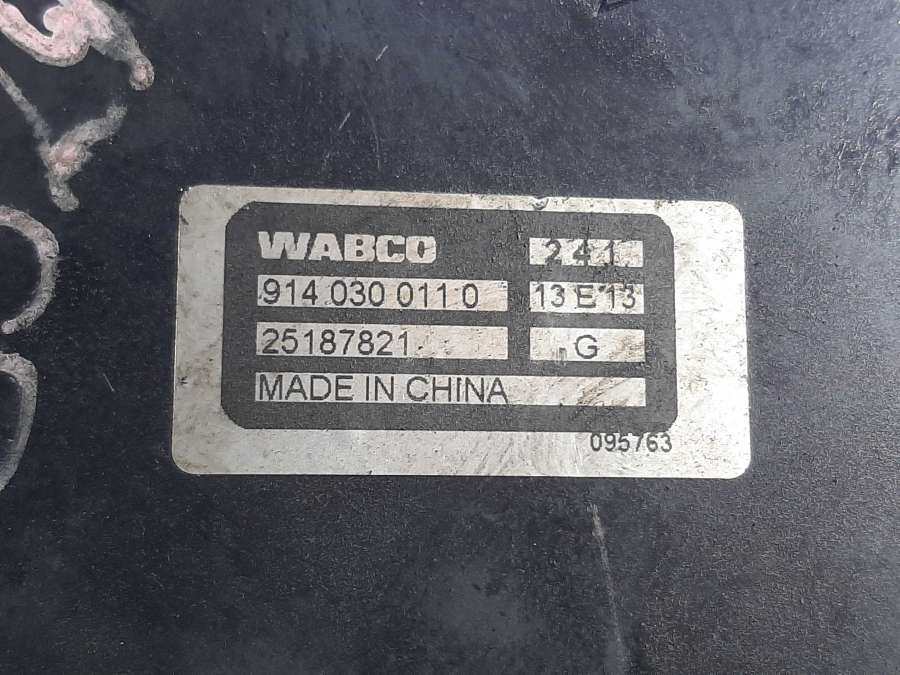 WABCO 241
914 030 011 0 13 E 13
25187821 G
MADE IN CHINA
095763